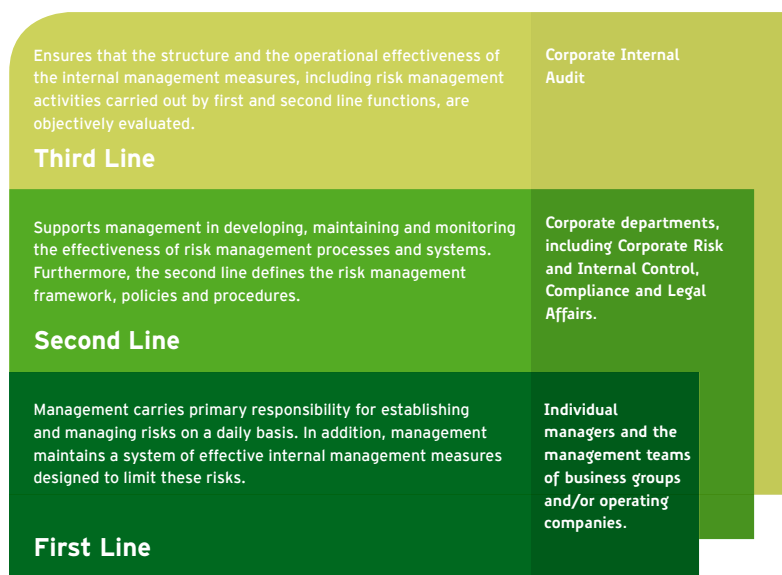 Ensures that the structure and the operational effectiveness of
the internal management measures, including risk management
activities carried out by first and second line functions, are
objectively evaluated.
Third Line
Corporate Internal
Audit
Supports management in developing, maintaining and monitoring
the effectiveness of risk management processes and systems.
Furthermore, the second line defines the risk management
framework, policies and procedures.
Second Line
Corporate departments,
including Corporate Risk
and Internal Control,
Compliance and Legal
Affairs.
Management carries primary responsibility for establishing
and managing risks on a daily basis. In addition, management
maintains a system of effective internal management measures
designed to limit these risks.
First Line
Individual
managers and the
management teams
of business groups
and/or operating
companies.